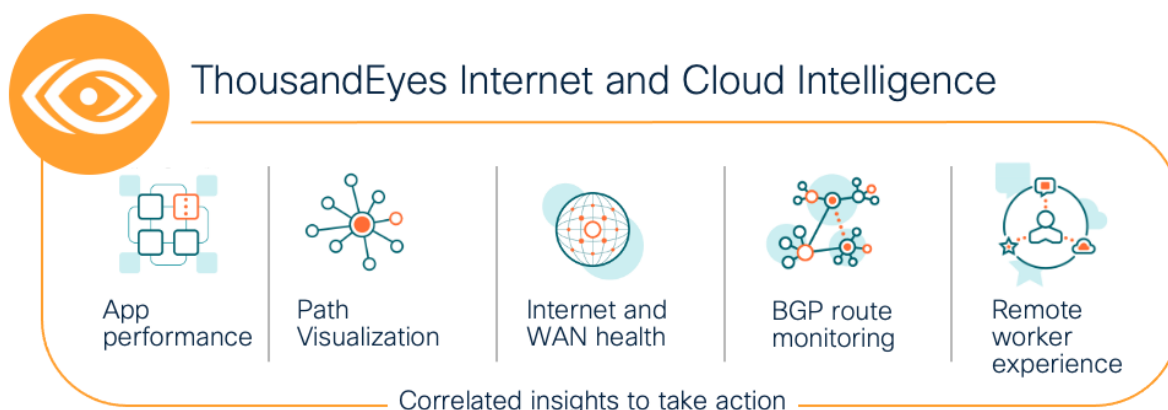 ThousandEyes Internet and Cloud Intelligence
App
performance
Path
Visualization
Internet and
WAN health
BGP route
monitoring
Remote
worker
experience
Correlated insights to take action